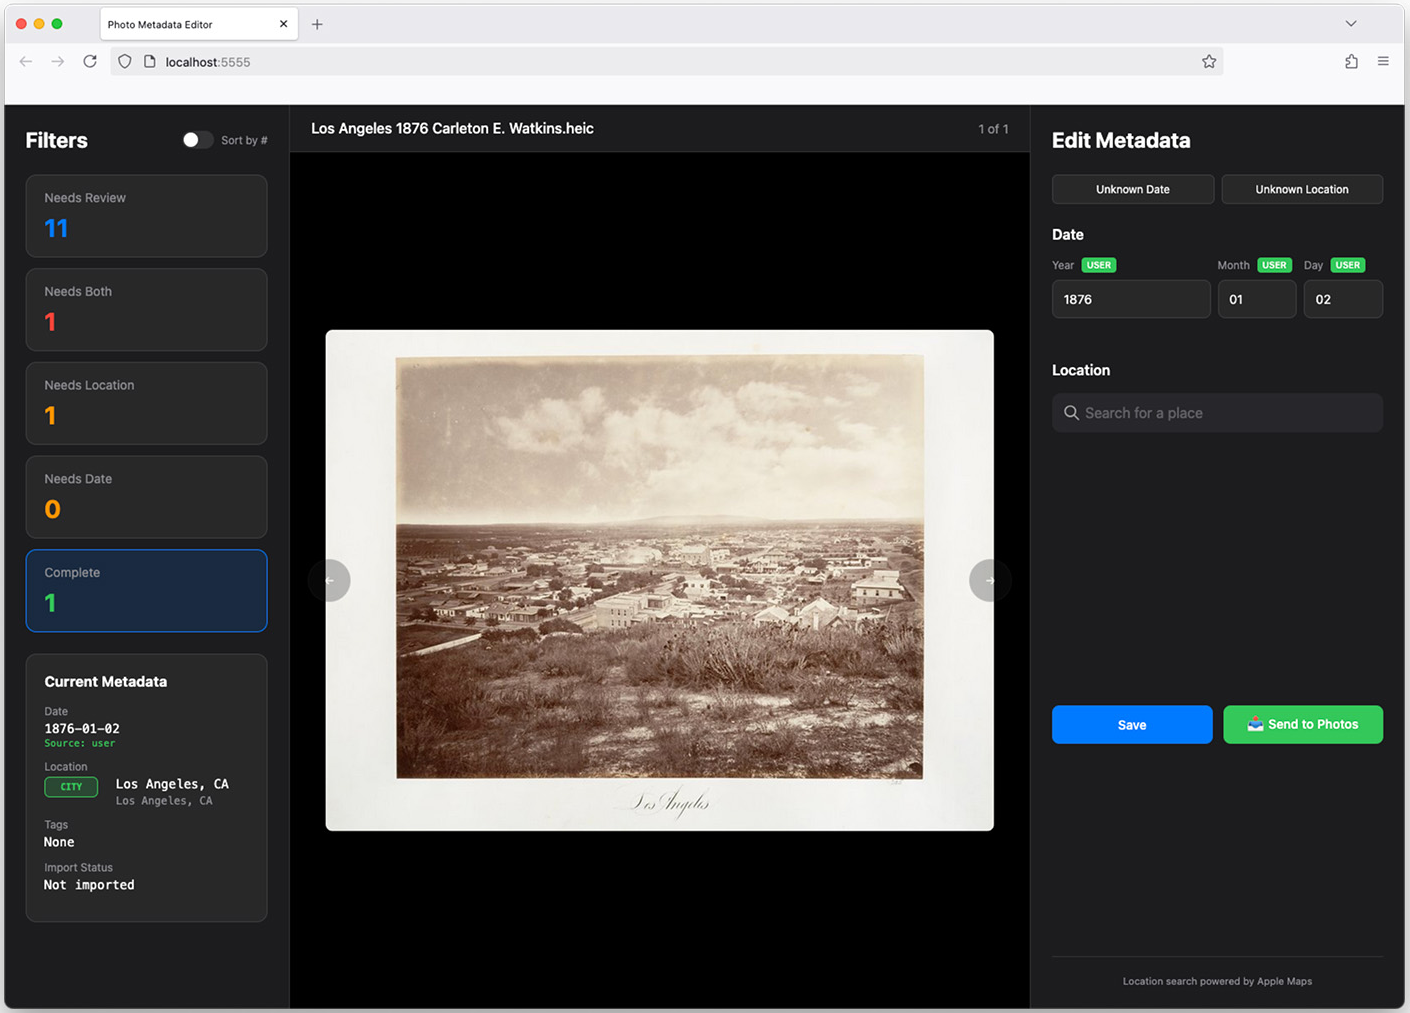 Photo Metadata Editor
localhost:5555
Filters
Sort by #
Needs Review
11
Needs Both
1
Needs Location
1
Needs Date
0
Complete
1
Current Metadata
Date
1876-01-02
Source: user
Location
CITY Los Angeles, CA
Los Angeles, CA
Tags
None
Import Status
Not imported
Los Angeles 1876 Carleton E. Watkins.heic 1 of 1
Los Angeles
Edit Metadata
Unknown Date Unknown Location
Date
Year USER Month USER Day USER
1876 01 02
Location
Search for a place
Save Send to Photos
Location search powered by Apple Maps